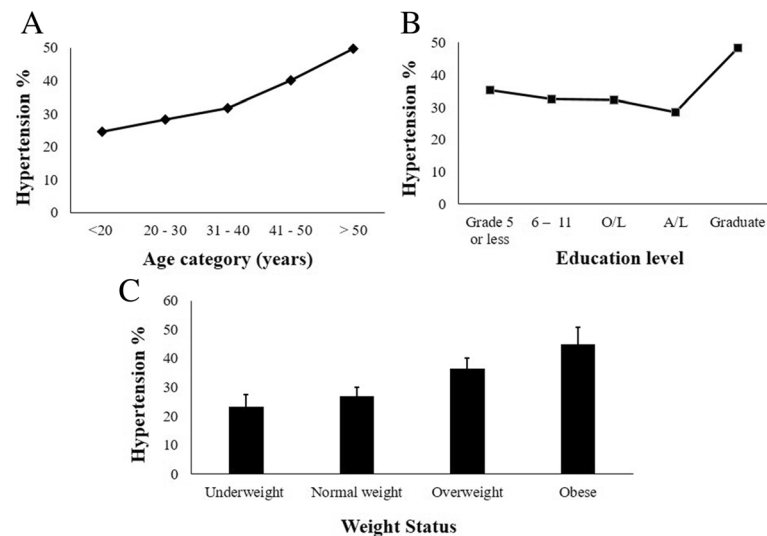 A
Hypertension %
50
40
30
20
10
0
<20 20 - 30 31 - 40 41 - 50 > 50
Age category (years)
B
Hypertension %
50
40
30
20
10
0
Grade 5 or less 6 – 11 O/L A/L Graduate
Education level
C
Hypertension %
60
50
40
30
20
10
0
Underweight Normal weight Overweight Obese
Weight Status